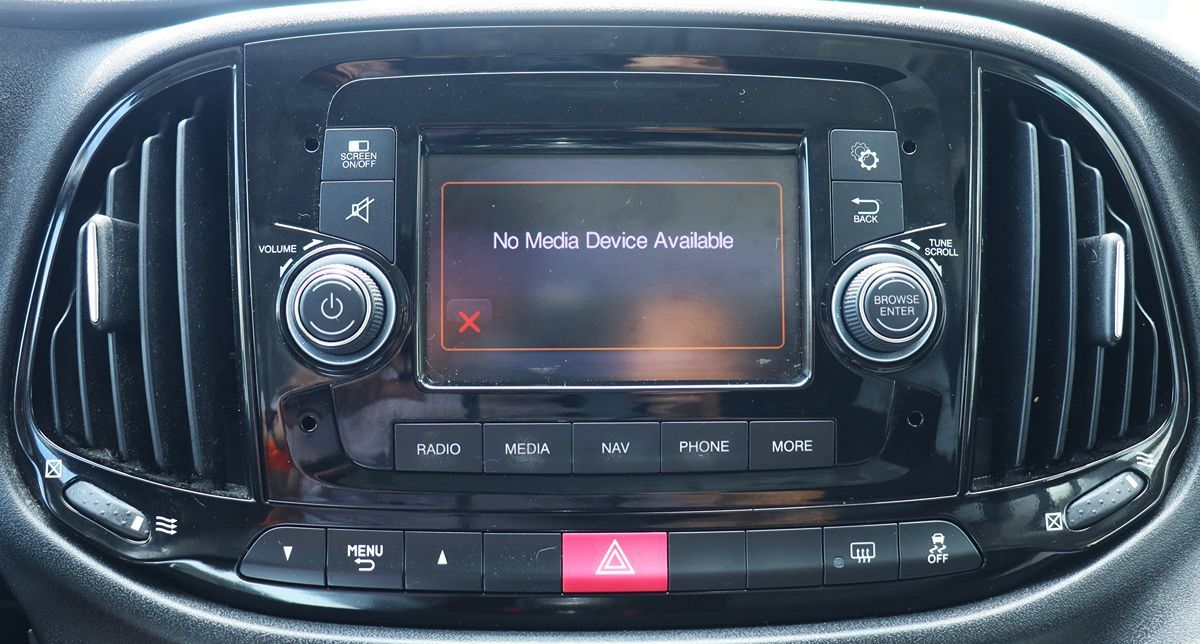 SCREEN
ON/OFF
BACK
VOLUME
TUNE
SCROLL
No Media Device Available
BROWSE
ENTER
RADIO
MEDIA
NAV
PHONE
MORE
MENU
OFF